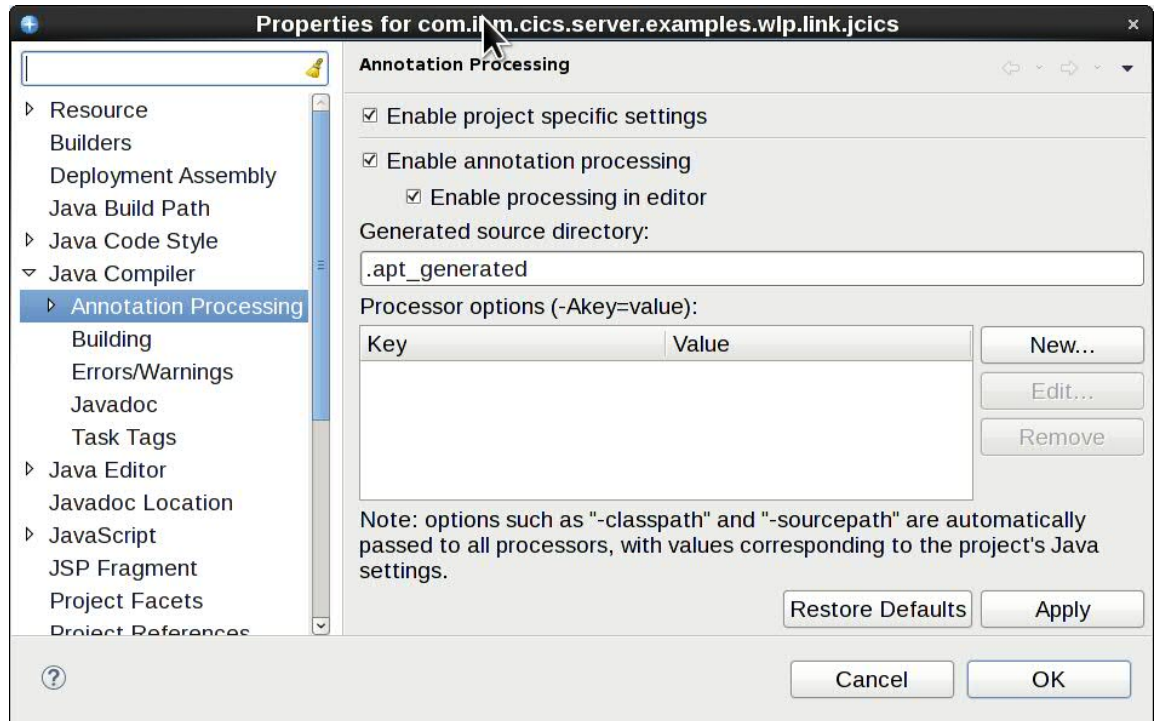 Properties for com.ibm.cics.server.examples.wlp.link.jcics
Annotation Processing
Resource
Builders
Deployment Assembly
Java Build Path
Java Code Style
Java Compiler
Annotation Processing
Building
Errors/Warnings
Javadoc
Task Tags
Java Editor
Javadoc Location
JavaScript
JSP Fragment
Project Facets
Project References
Enable project specific settings
Enable annotation processing
Enable processing in editor
Generated source directory:
.apt_generated
Processor options (-Akey=value):
Key Value
New...
Edit...
Remove
Note: options such as "-classpath" and "-sourcepath" are automatically
passed to all processors, with values corresponding to the project's Java
settings.
Restore Defaults Apply
Cancel OK